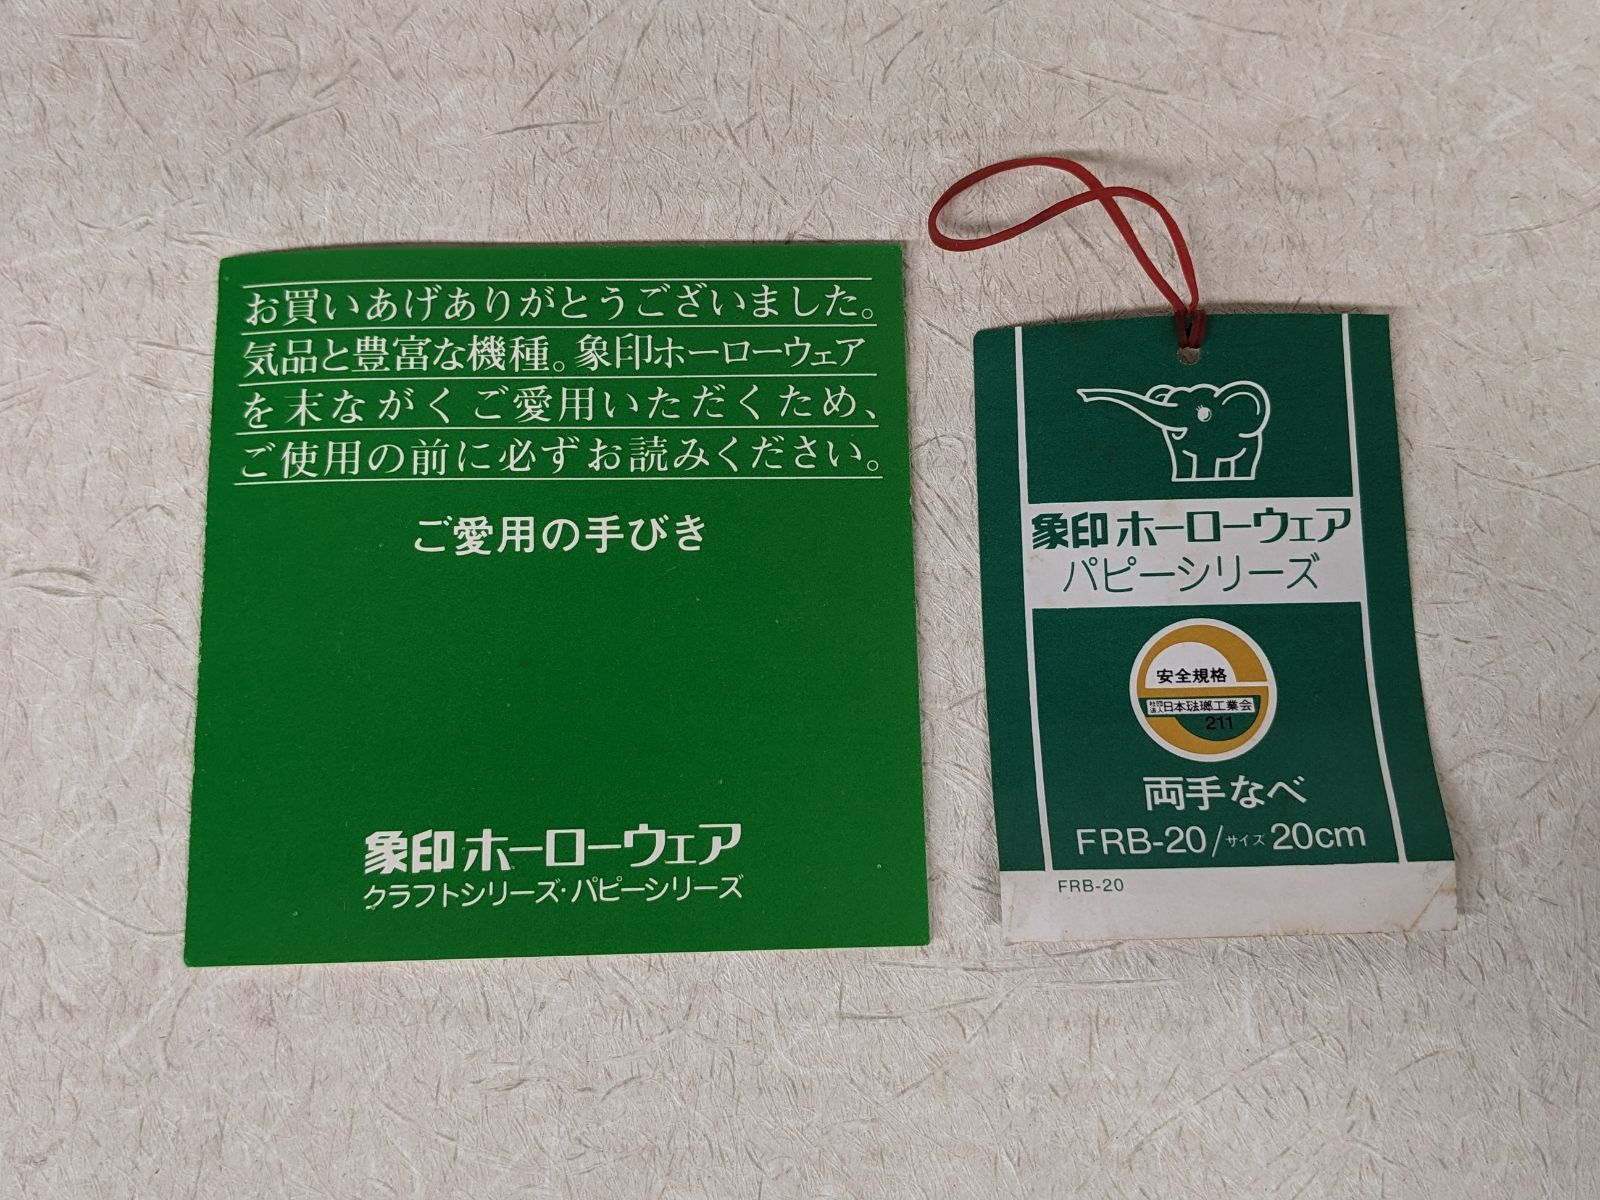 お買いあげありがとうございました。
気品と豊富な機種。象印ホーローウェア
を末ながくご愛用いただくため、
ご使用の前に必ずお読みください。
ご愛用の手びき
象印ホーローウェア
クラフトシリーズ・パピーシリーズ
象印ホーローウェア
パピーシリーズ
安全規格
社団法人日本琺瑯工業会
211
両手なべ
FRB-20/サイズ20cm
FRB-20